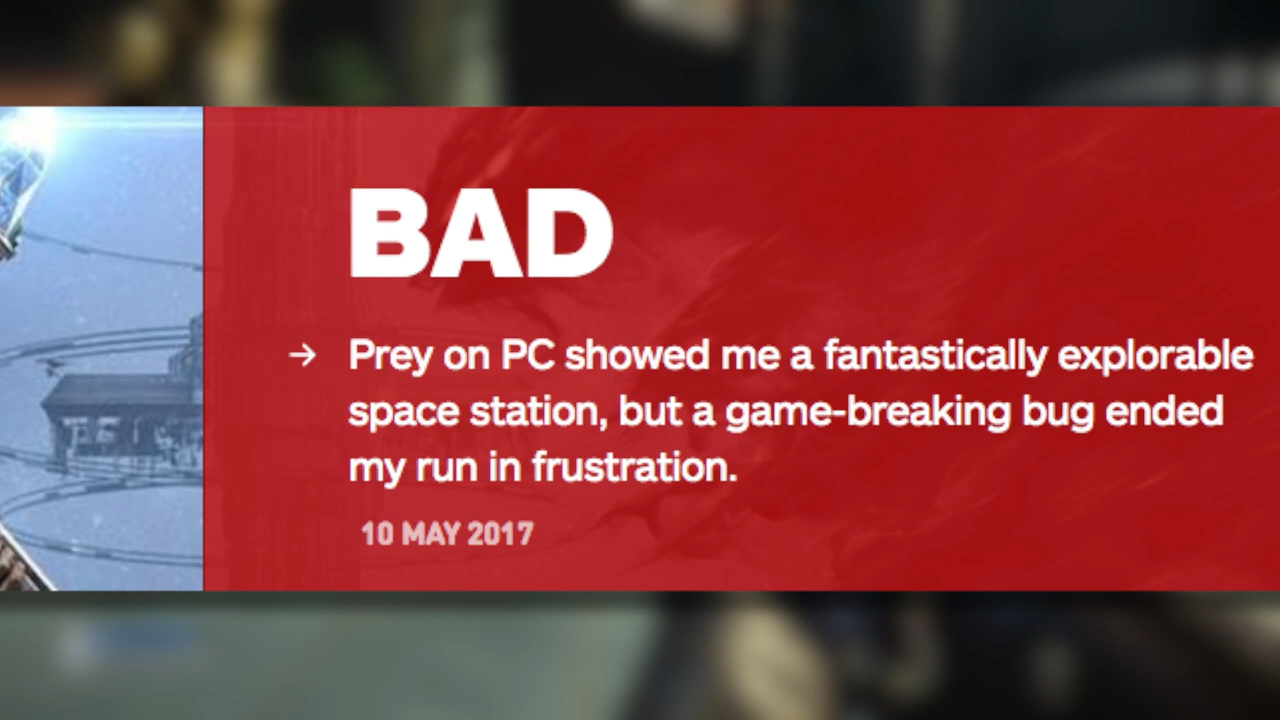 BAD
→ Prey on PC showed me a fantastically explorable
space station, but a game-breaking bug ended
my run in frustration.
10 MAY 2017